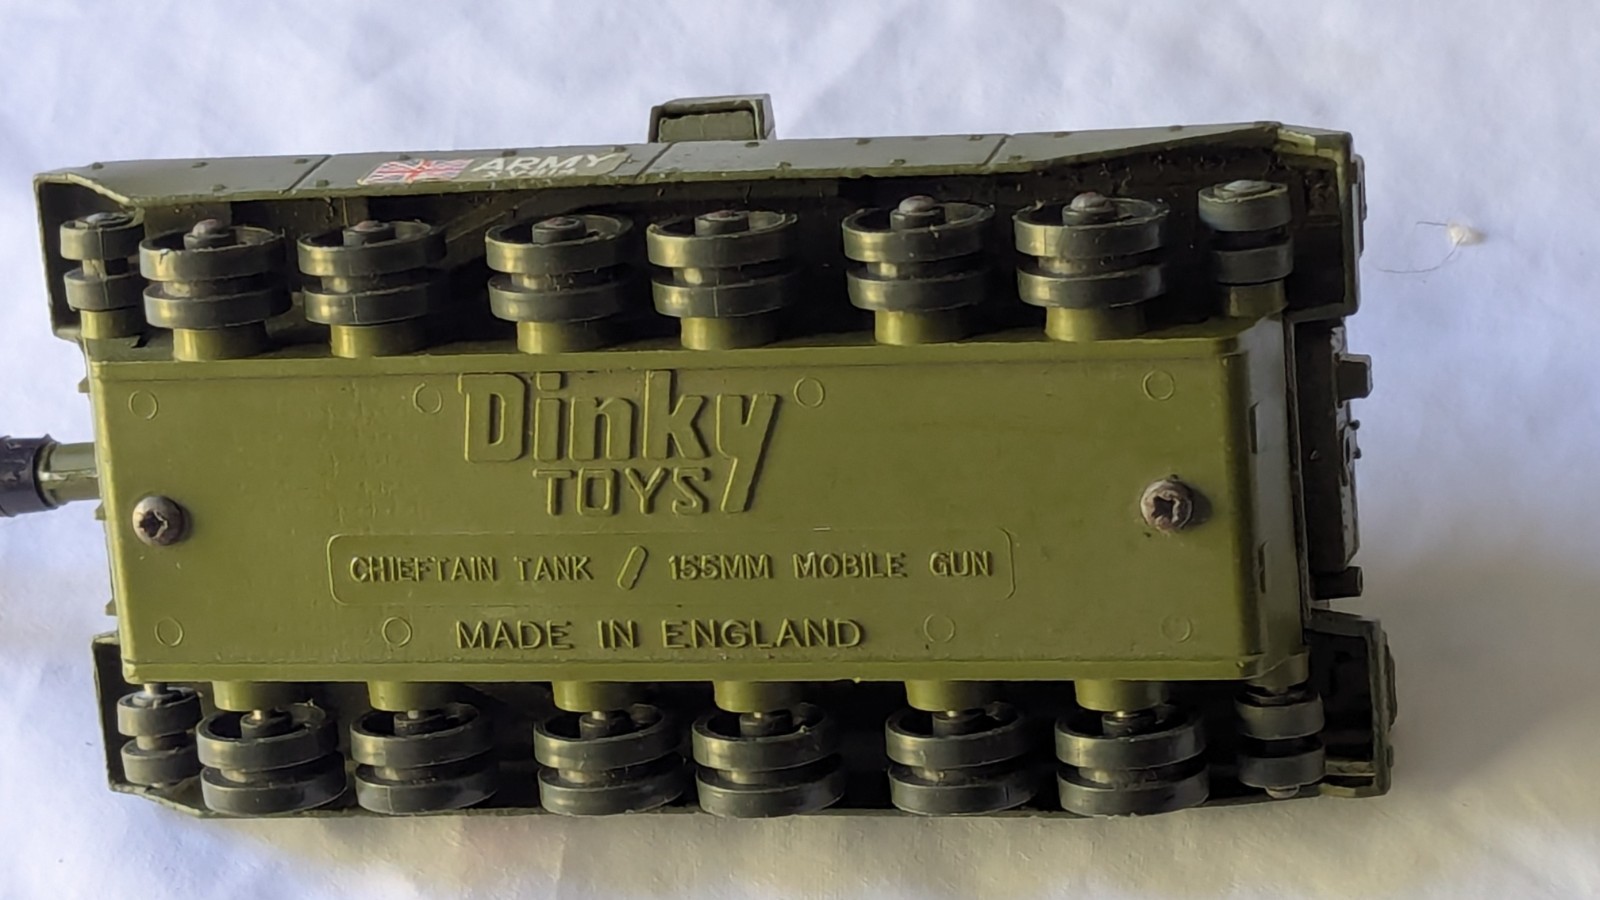 ARMY
Dinky
TOYS
CHIEFTAIN TANK / 155MM MOBILE GUN
MADE IN ENGLAND